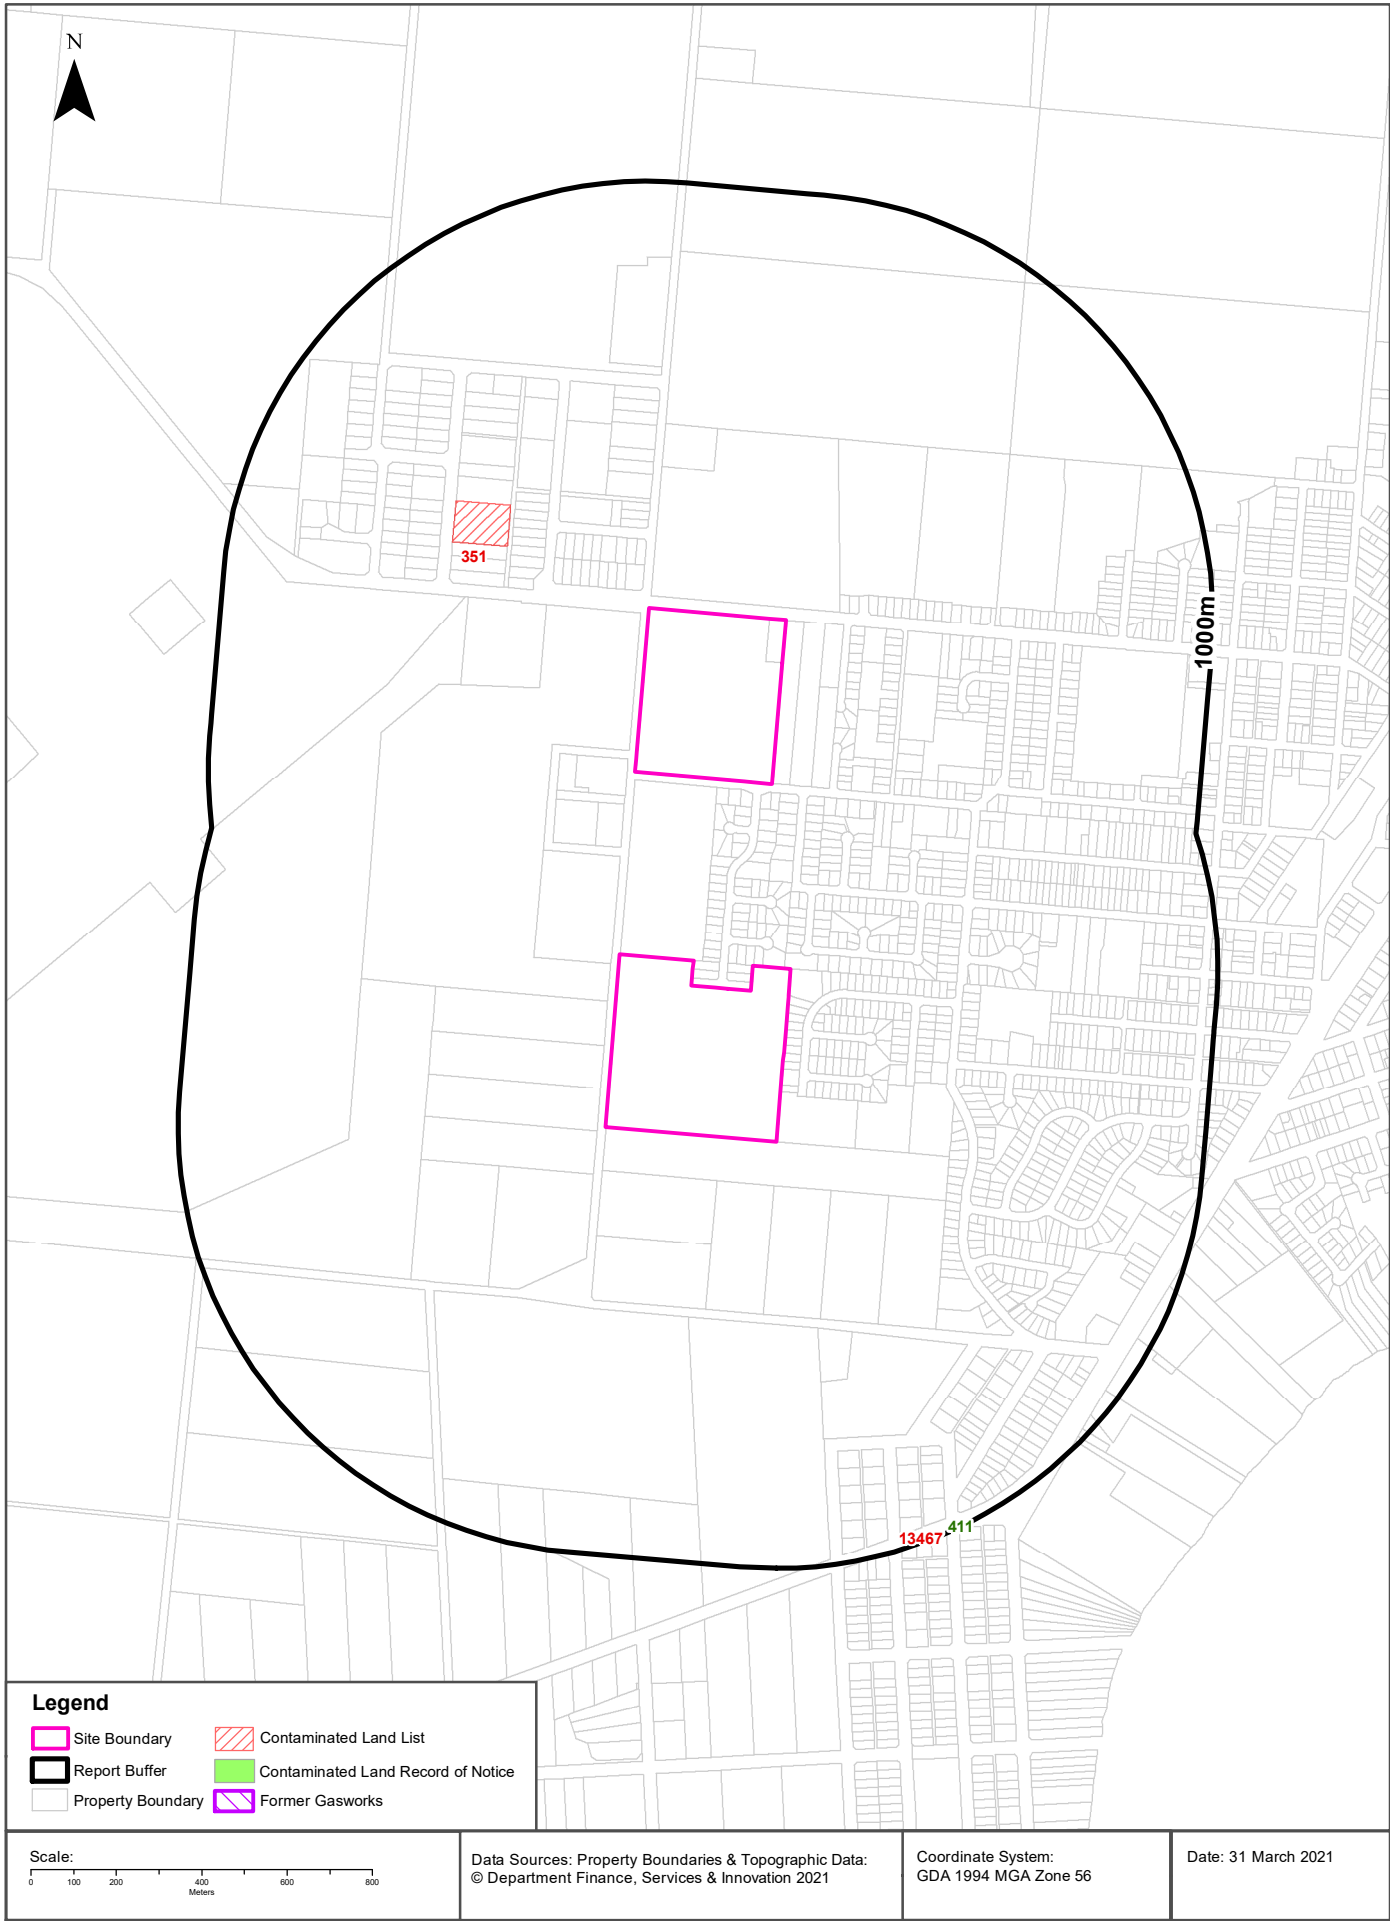 N
351
1000m
411
13467
Legend
Site Boundary
Contaminated Land List
Report Buffer
Contaminated Land Record of Notice
Property Boundary
Former Gasworks
Scale:
0 100 200 400 600 800
Meters
Data Sources: Property Boundaries & Topographic Data:
© Department Finance, Services & Innovation 2021
Coordinate System:
GDA 1994 MGA Zone 56
Date: 31 March 2021